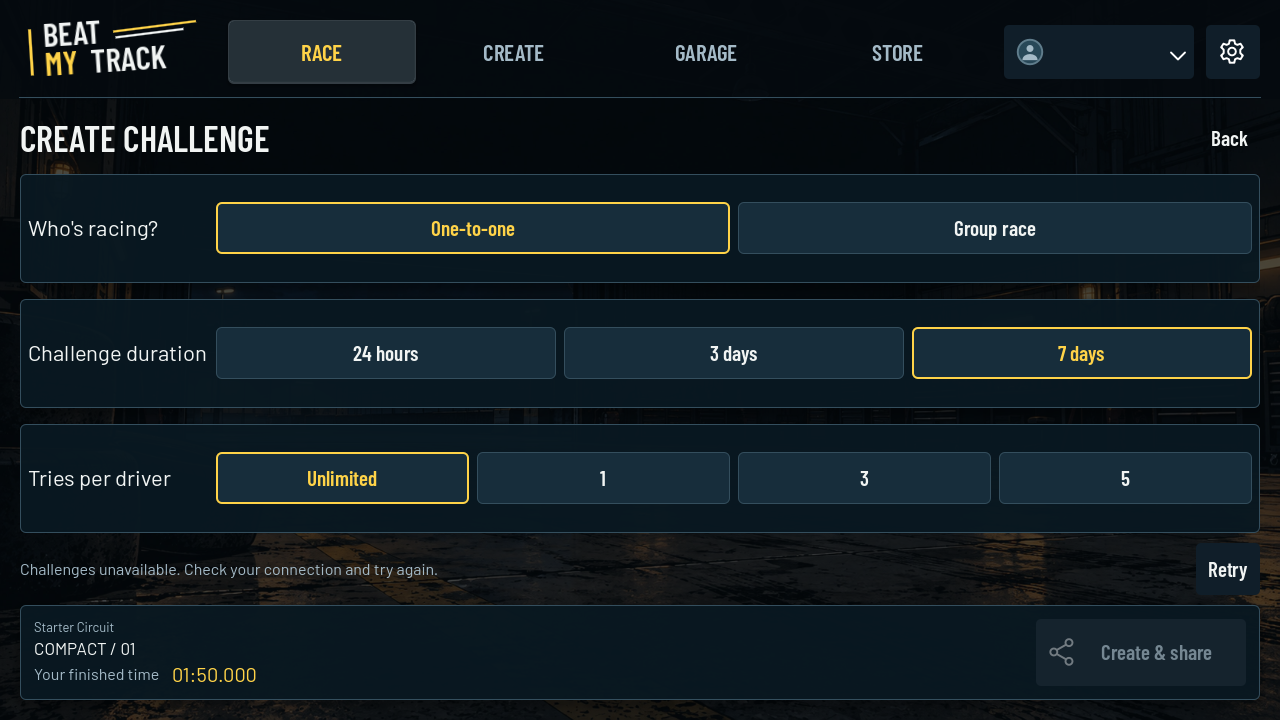 BEAT
MY TRACK
RACE
CREATE
GARAGE
STORE
CREATE CHALLENGE
Back
Who's racing?
One-to-one
Group race
Challenge duration
24 hours
3 days
7 days
Tries per driver
Unlimited
1
3
5
Challenges unavailable. Check your connection and try again.
Retry
Starter Circuit
COMPACT / 01
Your finished time 01:50.000
Create & share